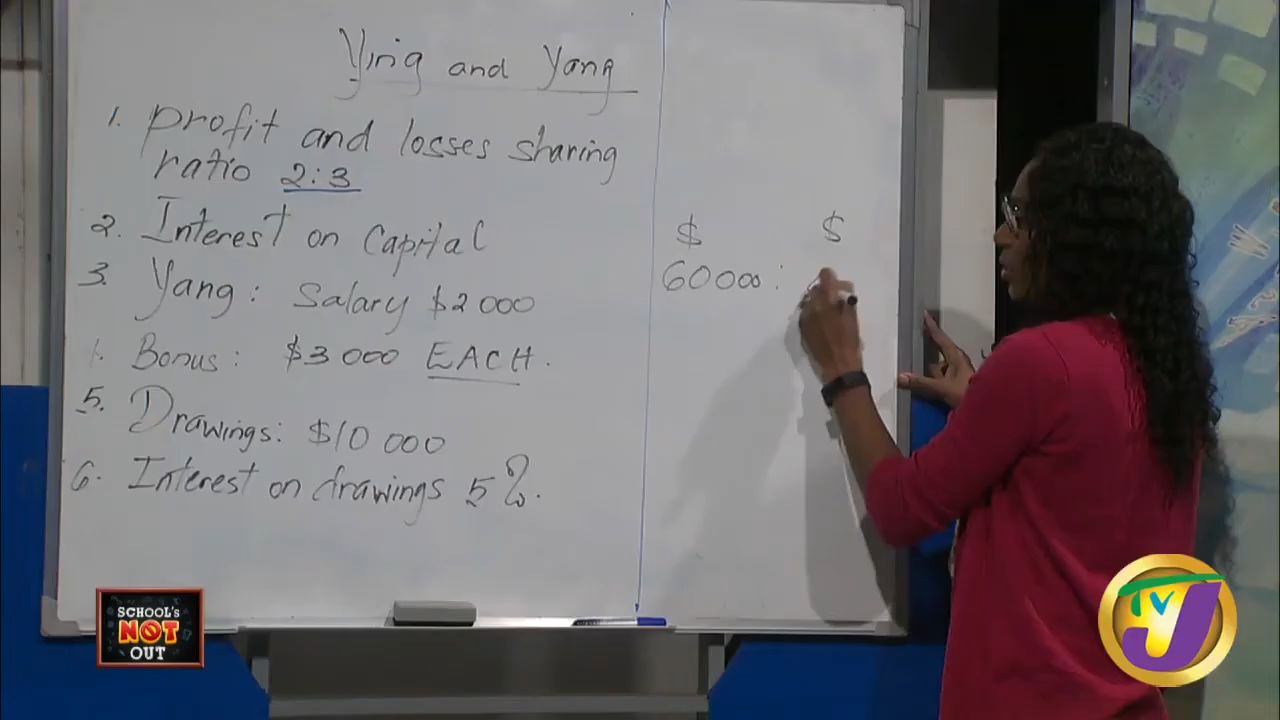 Ying and Yang
1. profit and losses sharing
ratio 2:3
2. Interest on Capital
3. Yang: Salary $2 000
1. Bonus: $3 000 EACH.
5. Drawings: $10 000
6. Interest on drawings 5%.
$ $
60000:
SCHOOL'S
NOT
OUT
TVJ